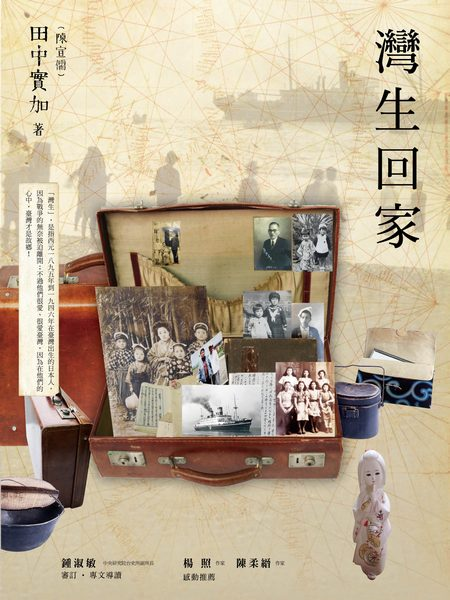 灣生回家
(陳宣儒)
田中實加 著
「灣生」,是指西元一八九五年到一九四六年在臺灣出生的日本人,
因為戰爭的無奈被迫離開;不過他們很愛、很愛臺灣,因為在他們的
心中,臺灣才是故鄉!
鍾淑敏 中央研究院台史所副所長
審訂・專文導讀
楊照 作家 陳柔縉 作家
感動推薦